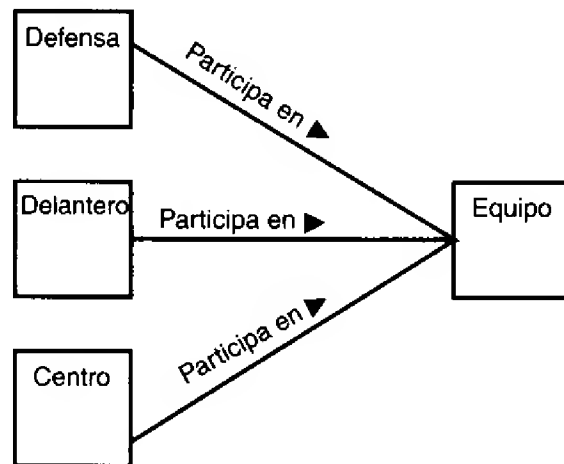 Defensa
Participa en ▶
Delantero
Participa en ▶
Equipo
Centro
Participa en ▶